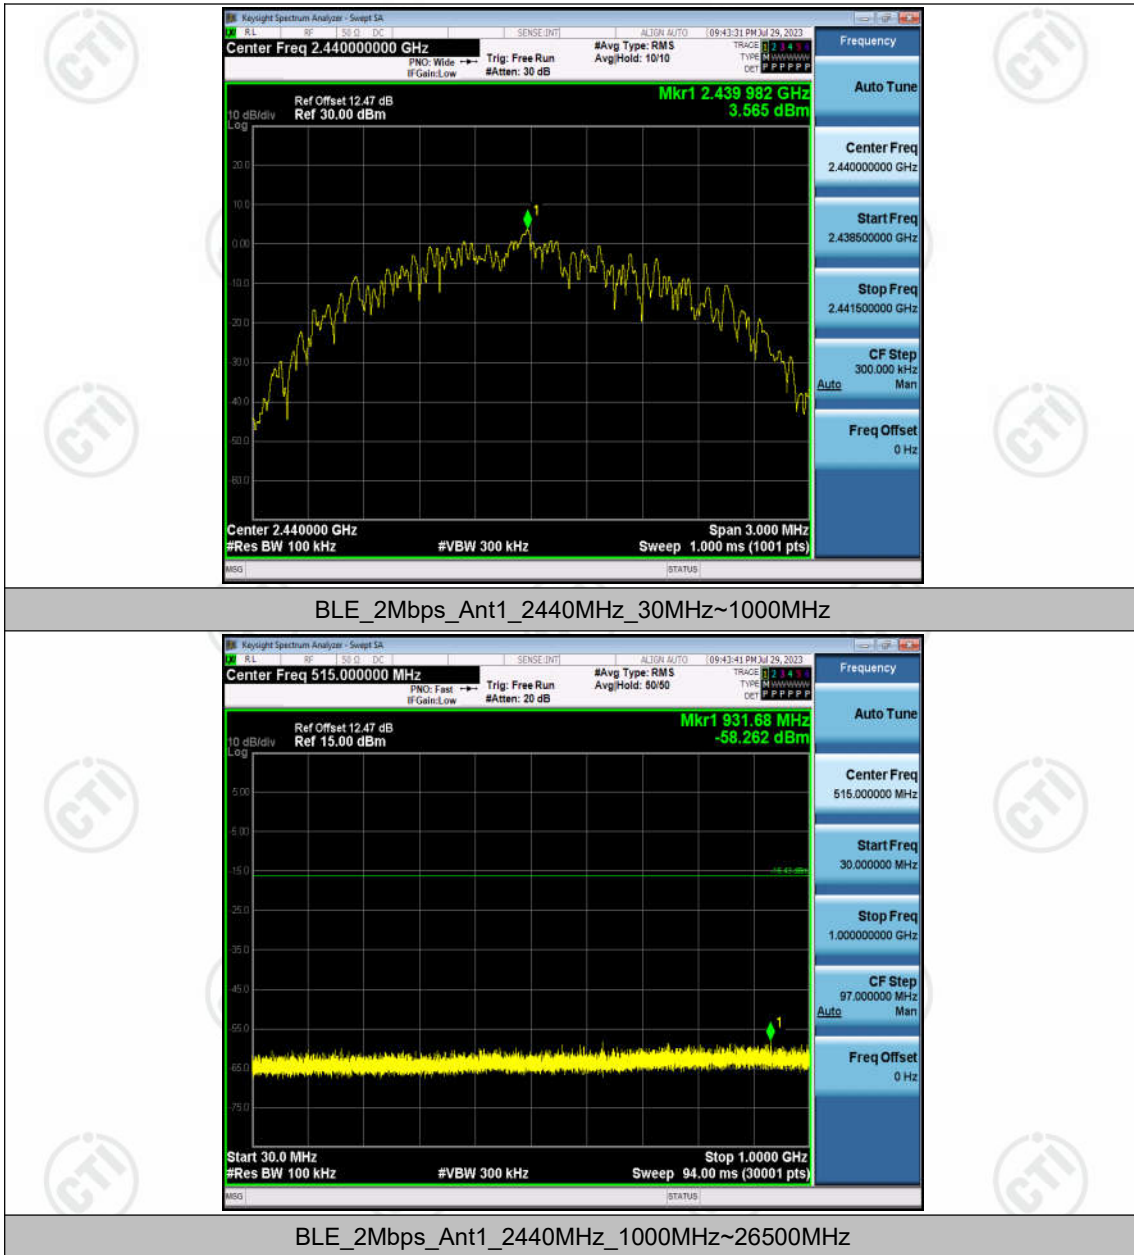 Keysight Spectrum Analyzer - Swept SA
RL RF 50 Ω DC SENSE:INT ALIGN AUTO 09:43:31 PM Jul 29, 2023
Center Freq 2.440000000 GHz
PNO: Wide
IFGain:Low
Trig: Free Run
#Atten: 30 dB
#Avg Type: RMS
Avg|Hold: 10/10
TRACE 1 2 3 4 5 6
TYPE M WWWWW
DET P P P P P P
Frequency
Auto Tune
Mkr1 2.439 982 GHz
3.565 dBm
Ref Offset 12.47 dB
10 dB/div Ref 30.00 dBm
Log
20.0
10.0
0.00
-10.0
-20.0
-30.0
-40.0
-50.0
-60.0
1
Center Freq
2.440000000 GHz
Start Freq
2.438500000 GHz
Stop Freq
2.441500000 GHz
CF Step
300.000 kHz
Auto Man
Freq Offset
0 Hz
Center 2.440000 GHz Span 3.000 MHz
#Res BW 100 kHz #VBW 300 kHz Sweep 1.000 ms (1001 pts)
MSG STATUS
BLE_2Mbps_Ant1_2440MHz_30MHz~1000MHz
Keysight Spectrum Analyzer - Swept SA
RL RF 50 Ω DC SENSE:INT ALIGN AUTO 09:43:41 PM Jul 29, 2023
Center Freq 515.000000 MHz
PNO: Fast
IFGain:Low
Trig: Free Run
#Atten: 20 dB
#Avg Type: RMS
Avg|Hold: 50/50
TRACE 1 2 3 4 5 6
TYPE M WWWWW
DET P P P P P P
Frequency
Auto Tune
Mkr1 931.68 MHz
-58.262 dBm
Ref Offset 12.47 dB
10 dB/div Ref 15.00 dBm
Log
5.00
-5.00
-15.0
-25.0
-35.0
-45.0
-55.0
-65.0
-75.0
1
Center Freq
515.000000 MHz
Start Freq
30.000000 MHz
Stop Freq
1.000000000 GHz
CF Step
97.000000 MHz
Auto Man
Freq Offset
0 Hz
Start 30.0 MHz Stop 1.0000 GHz
#Res BW 100 kHz #VBW 300 kHz Sweep 94.00 ms (30001 pts)
MSG STATUS
BLE_2Mbps_Ant1_2440MHz_1000MHz~26500MHz
CTI
CTI
CTI
CTI
CTI
CTI
CTI
CTI